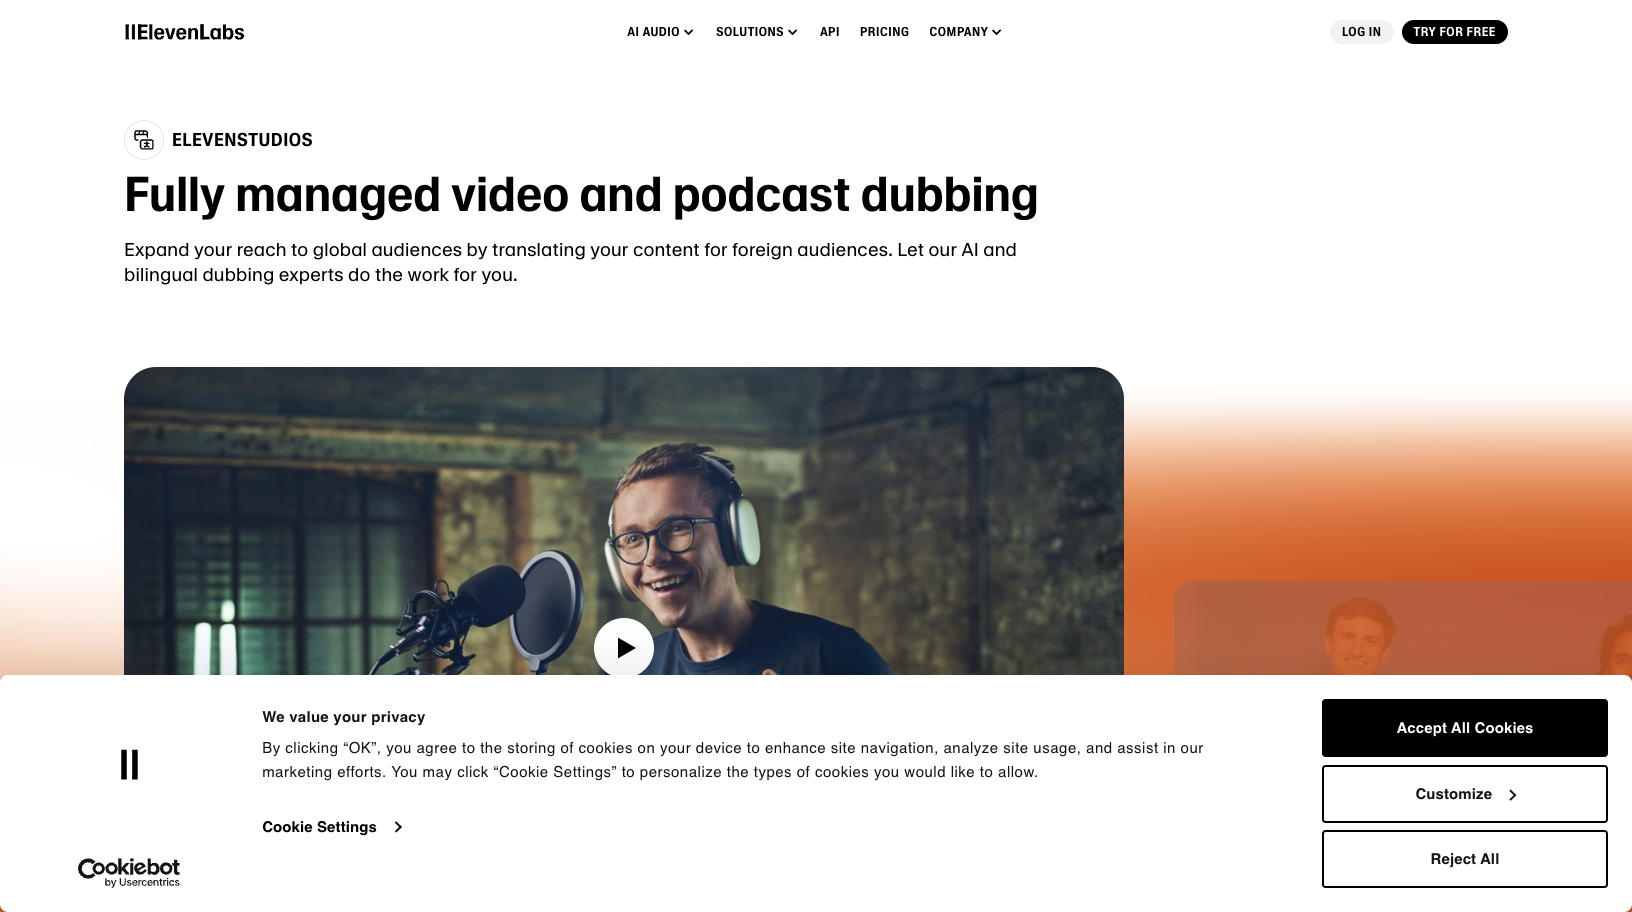 IIElevenLabs
AI AUDIO
SOLUTIONS
API
PRICING
COMPANY
LOG IN
TRY FOR FREE
ELEVENSTUDIOS
Fully managed video and podcast dubbing
Expand your reach to global audiences by translating your content for foreign audiences. Let our AI and
bilingual dubbing experts do the work for you.
We value your privacy
By clicking “OK”, you agree to the storing of cookies on your device to enhance site navigation, analyze site usage, and assist in our
marketing efforts. You may click “Cookie Settings” to personalize the types of cookies you would like to allow.
Cookie Settings
Cookiebot
by Usercentrics
Accept All Cookies
Customize
Reject All